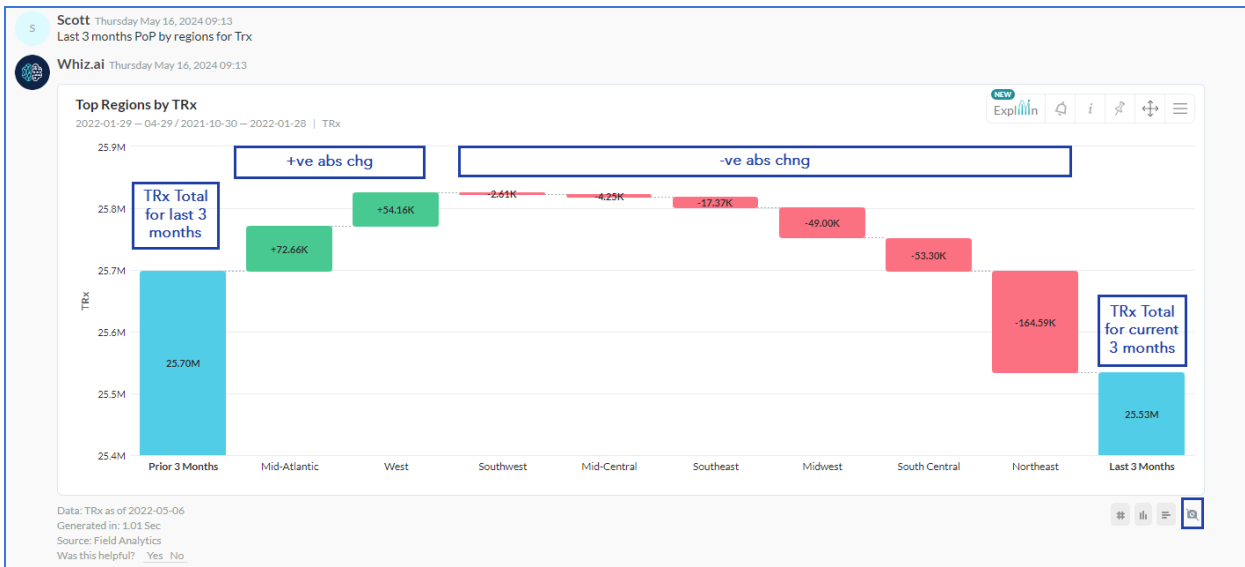 S
Scott Thursday May 16, 2024 09:13
Last 3 months PoP by regions for Trx
Whiz.ai Thursday May 16, 2024 09:13
Top Regions by TRx
2022-01-29 — 04-29 / 2021-10-30 — 2022-01-28 | TRx
NEW
Explain
i
25.9M
25.8M
25.7M
25.6M
25.5M
25.4M
TRx
TRx Total
for last 3
months
+ve abs chg
-ve abs chng
TRx Total
for current
3 months
25.70M
+72.66K
+54.16K
-2.61K
-4.25K
-17.37K
-49.00K
-53.30K
-164.59K
25.53M
Prior 3 Months
Mid-Atlantic
West
Southwest
Mid-Central
Southeast
Midwest
South Central
Northeast
Last 3 Months
Data: TRx as of 2022-05-06
Generated in: 1.01 Sec
Source: Field Analytics
Was this helpful? Yes No
#